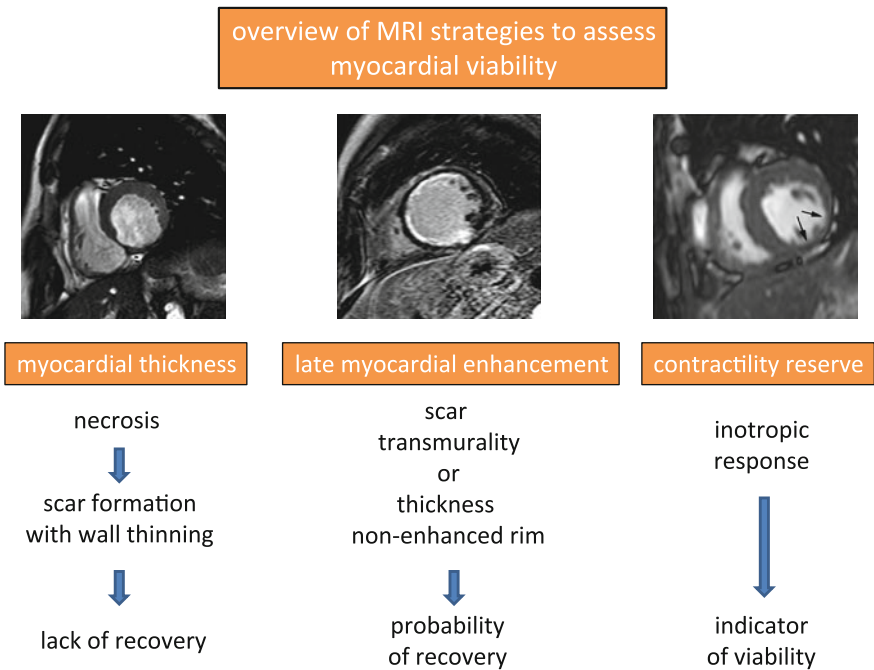 overview of MRI strategies to assess
myocardial viability
myocardial thickness
necrosis
scar formation
with wall thinning
lack of recovery
late myocardial enhancement
scar
transmurality
or
thickness
non-enhanced rim
probability
of recovery
contractility reserve
inotropic
response
indicator
of viability